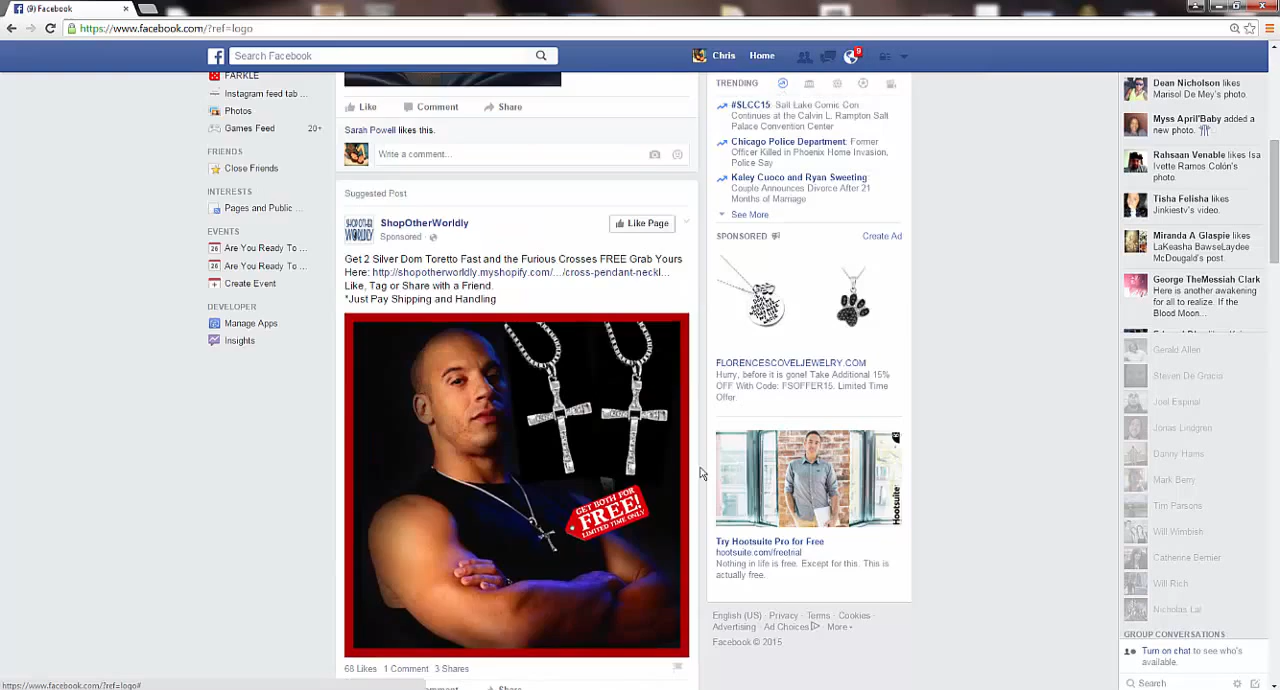 (9) Facebook
https://www.facebook.com/?ref=logo
Search Facebook
Chris
Home
9
FARKLE
Instagram feed tab ...
Photos
Games Feed 20+
FRIENDS
Close Friends
INTERESTS
Pages and Public ...
EVENTS
26 Are You Ready To ...
26 Are You Ready To ...
Create Event
DEVELOPER
Manage Apps
Insights
Like Comment Share
Sarah Powell likes this.
Write a comment...
Suggested Post
SHOP OTHER WORLDLY
ShopOtherWorldly
Sponsored
Like Page
Get 2 Silver Dom Toretto Fast and the Furious Crosses FREE Grab Yours
Here: http://shopotherworldly.myshopify.com/.../cross-pendant-neckl...
Like, Tag or Share with a Friend.
*Just Pay Shipping and Handling
GET BOTH FOR
FREE!
LIMITED TIME ONLY
68 Likes 1 Comment 3 Shares
Share
TRENDING
#SLCC15: Salt Lake Comic Con
Continues at the Calvin L. Rampton Salt
Palace Convention Center
Chicago Police Department: Former
Officer Killed in Phoenix Home Invasion,
Police Say
Kaley Cuoco and Ryan Sweeting:
Couple Announces Divorce After 21
Months of Marriage
See More
SPONSORED
Create Ad
FLORENCESCOVELJEWELRY.COM
Hurry, before it is gone! Take Additional 15%
OFF With Code: FSOFFER15. Limited Time
Offer.
Hootsuite
Try Hootsuite Pro for Free
hootsuite.com/freetrial
Nothing in life is free. Except for this. This is
actually free.
English (US) · Privacy · Terms · Cookies ·
Advertising · Ad Choices · More
Facebook © 2015
Dean Nicholson likes
Marisol De Mey's photo.
Myss April'Baby added a
new photo.
Rahsaan Venable likes Isa
Ivette Ramos Colón's
photo.
Tisha Felisha likes
Jinkiestv's video.
Miranda A Glaspie likes
LaKeasha BawseLaydee
McDougal's post.
George TheMessiah Clark
Here is another awakening
for all to realize. If the
Blood Moon...
Gerald Allen
Steven De Gracia
Joel Espinal
Jonas Lindgren
Danny Harris
Mark Berry
Tim Parsons
Will Wimbish
Catherine Bernier
Will Rich
Nicholas Lal
GROUP CONVERSATIONS
Turn on chat to see who's
available.
Search
https://www.facebook.com/?ref=logo#